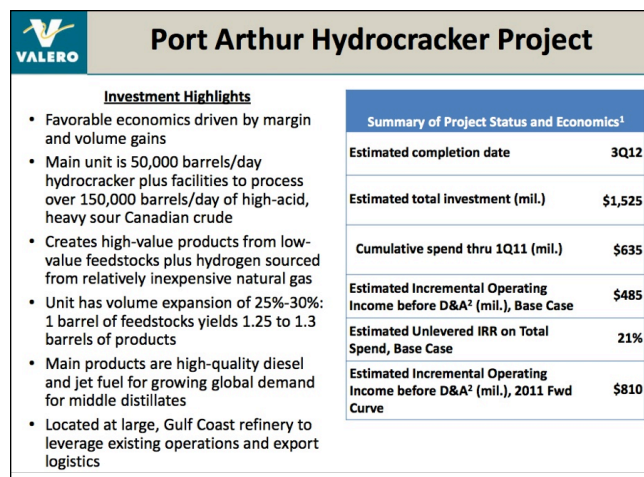 VALERO
Port Arthur Hydrocracker Project
Investment Highlights
• Favorable economics driven by margin
and volume gains
• Main unit is 50,000 barrels/day
hydrocracker plus facilities to process
over 150,000 barrels/day of high-acid,
heavy sour Canadian crude
• Creates high-value products from low-
value feedstocks plus hydrogen sourced
from relatively inexpensive natural gas
• Unit has volume expansion of 25%-30%:
1 barrel of feedstocks yields 1.25 to 1.3
barrels of products
• Main products are high-quality diesel
and jet fuel for growing global demand
for middle distillates
• Located at large, Gulf Coast refinery to
leverage existing operations and export
logistics
Summary of Project Status and Economics¹
Estimated completion date 3Q12
Estimated total investment (mil.) $1,525
Cumulative spend thru 1Q11 (mil.) $635
Estimated Incremental Operating
Income before D&A² (mil.), Base Case $485
Estimated Unlevered IRR on Total
Spend, Base Case 21%
Estimated Incremental Operating
Income before D&A² (mil.), 2011 Fwd
Curve $810